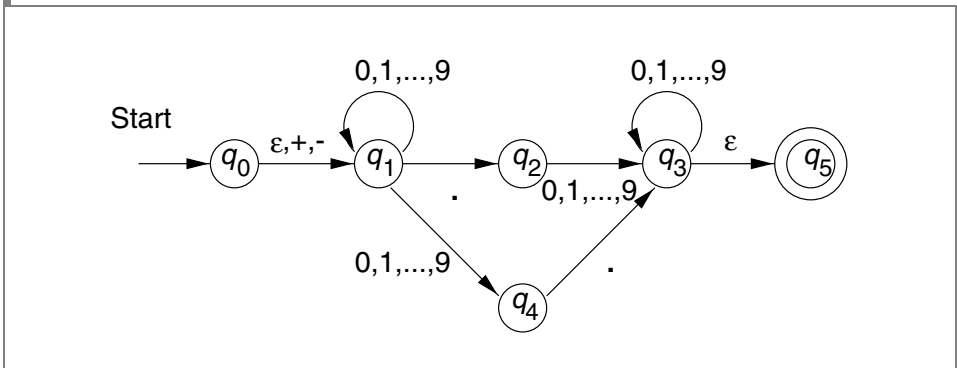 0,1,...,9 0,1,...,9
Start
q0 ε,+,- q1 q2 q3 ε q5
. 0,1,...,9
0,1,...,9 .
q4